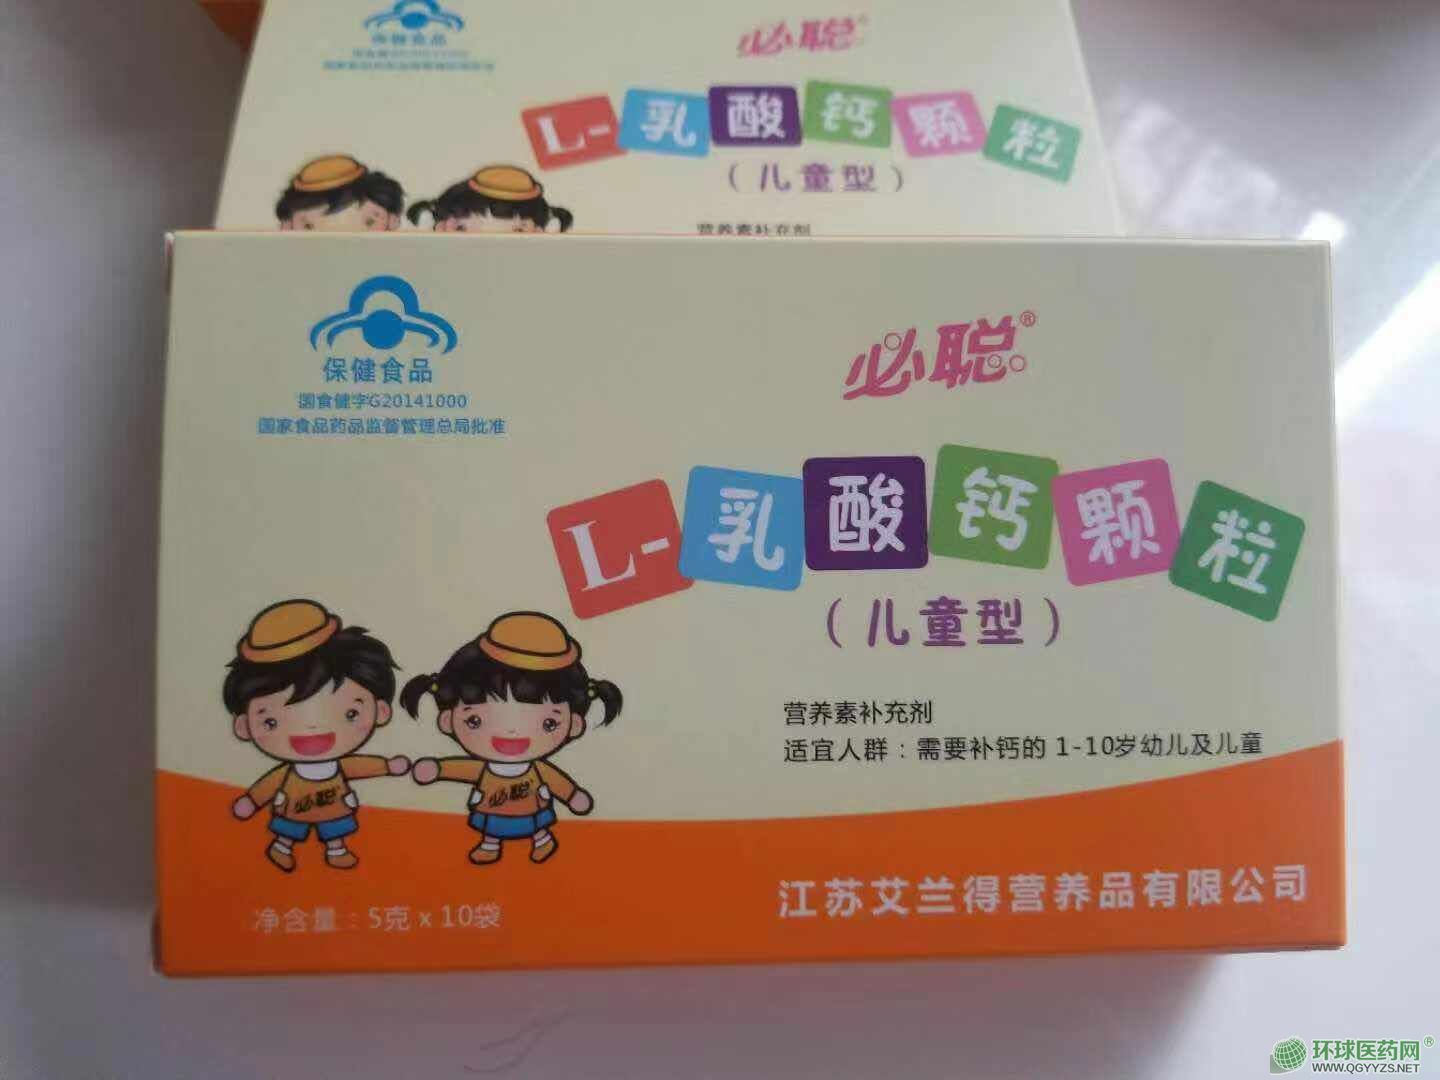 保健食品
必聪®
L-乳酸钙颗粒
（儿童型）
营养素补充剂
保健食品
国食健字G20141000
国家食品药品监督管理总局批准
必聪®
L-乳酸钙颗粒
（儿童型）
营养素补充剂
适宜人群：需要补钙的 1-10岁幼儿及儿童
必聪
必聪
江苏艾兰得营养品有限公司
净含量：5克 x 10袋
环球医药网®
WWW.QGYYZS.NET